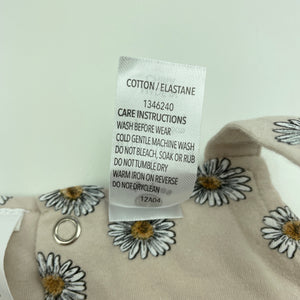 COTTON / ELASTANE
1346240
CARE INSTRUCTIONS
WASH BEFORE WEAR
COLD GENTLE MACHINE WASH
DO NOT BLEACH, SOAK OR RUB
DO NOT TUMBLE DRY
WARM IRON ON REVERSE
DO NOT DRYCLEAN
12A04